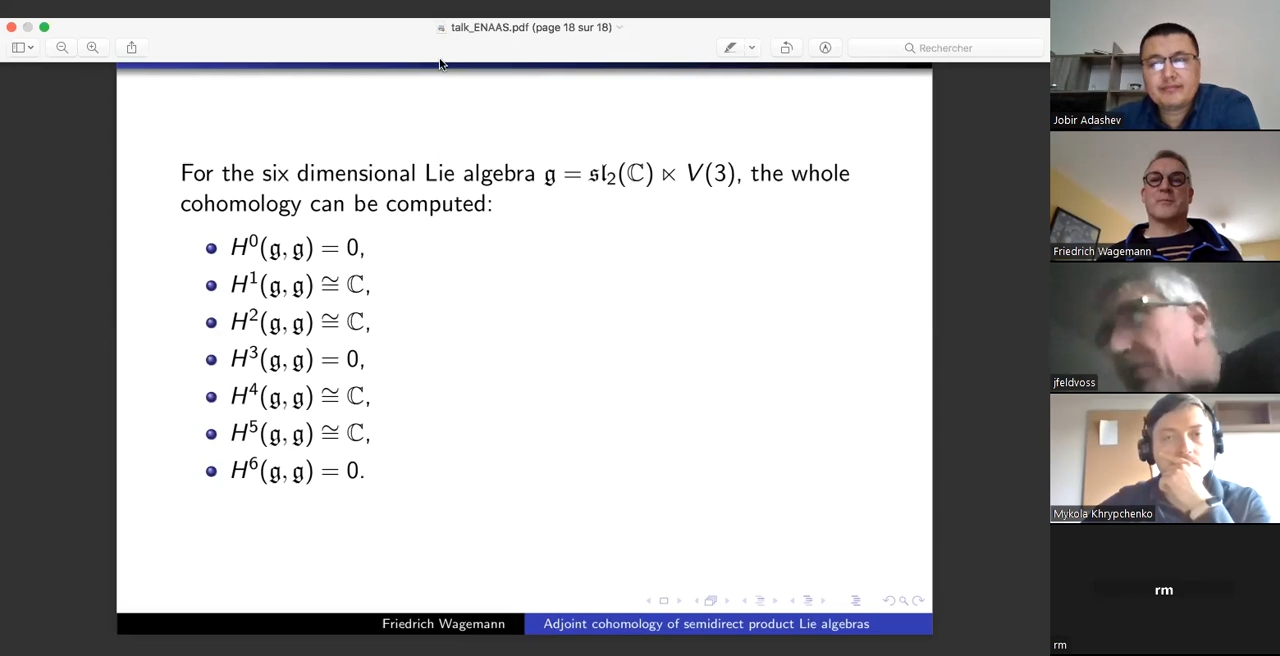 talk_ENAAS.pdf (page 18 sur 18)
Rechercher
For the six dimensional Lie algebra 𝔤 = 𝔰𝔩₂(ℂ) ⋉ V(3), the whole
cohomology can be computed:
H⁰(𝔤, 𝔤) = 0,
H¹(𝔤, 𝔤) ≅ ℂ,
H²(𝔤, 𝔤) ≅ ℂ,
H³(𝔤, 𝔤) = 0,
H⁴(𝔤, 𝔤) ≅ ℂ,
H⁵(𝔤, 𝔤) ≅ ℂ,
H⁶(𝔤, 𝔤) = 0.
Friedrich Wagemann
Adjoint cohomology of semidirect product Lie algebras
Jobir Adashev
Friedrich Wagemann
jfeldvoss
Mykola Khrypchenko
rm
rm